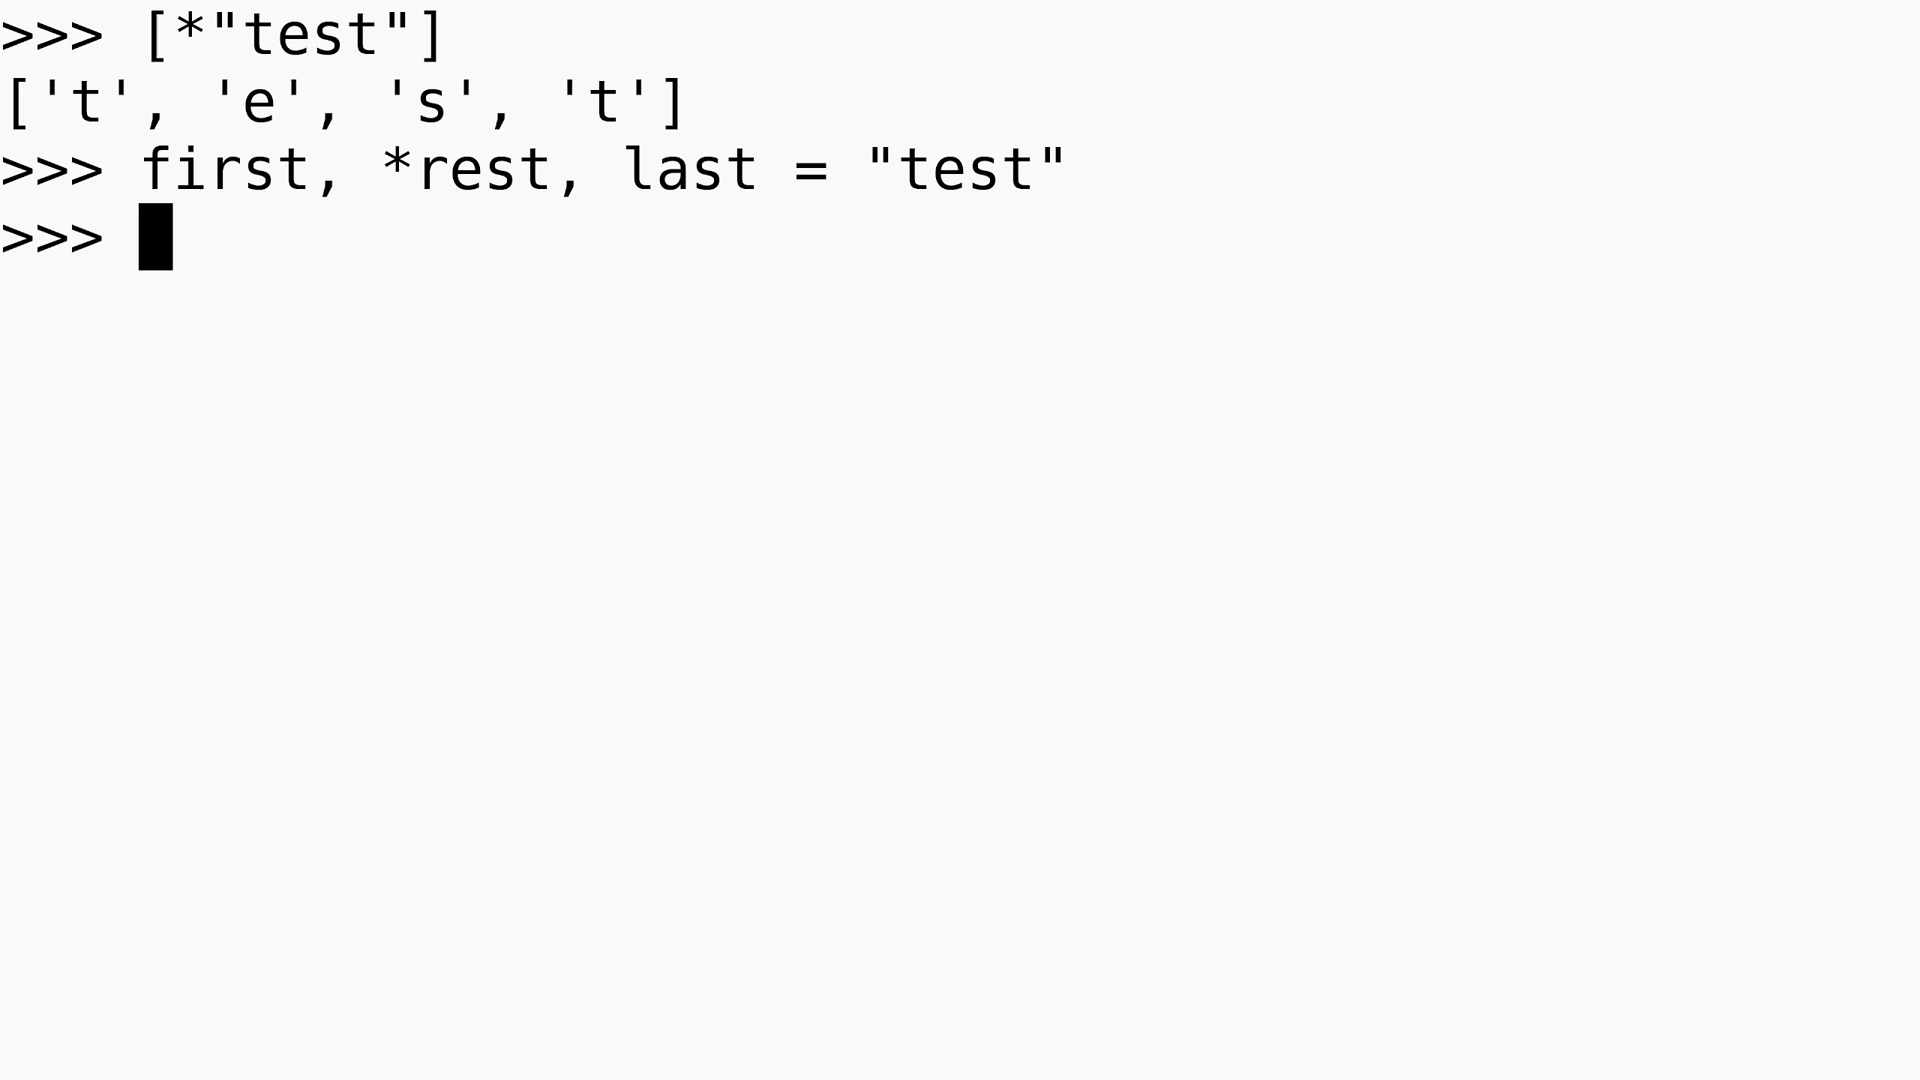 >>> [*"test"]
['t', 'e', 's', 't']
>>> first, *rest, last = "test"
>>>